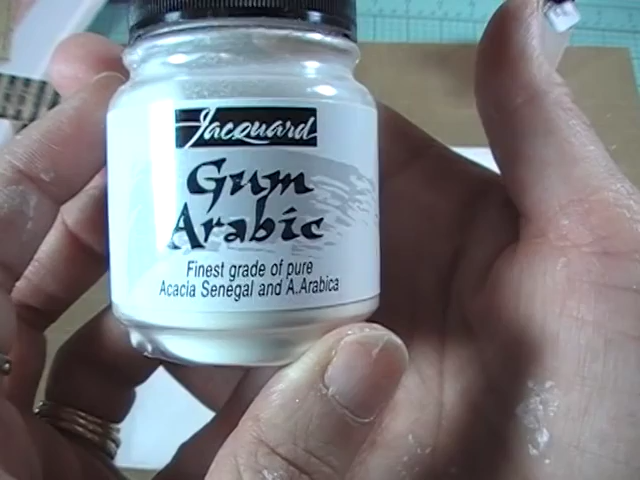 Jacquard
Gum
Arabic
Finest grade of pure
Acacia Senegal and A.Arabica